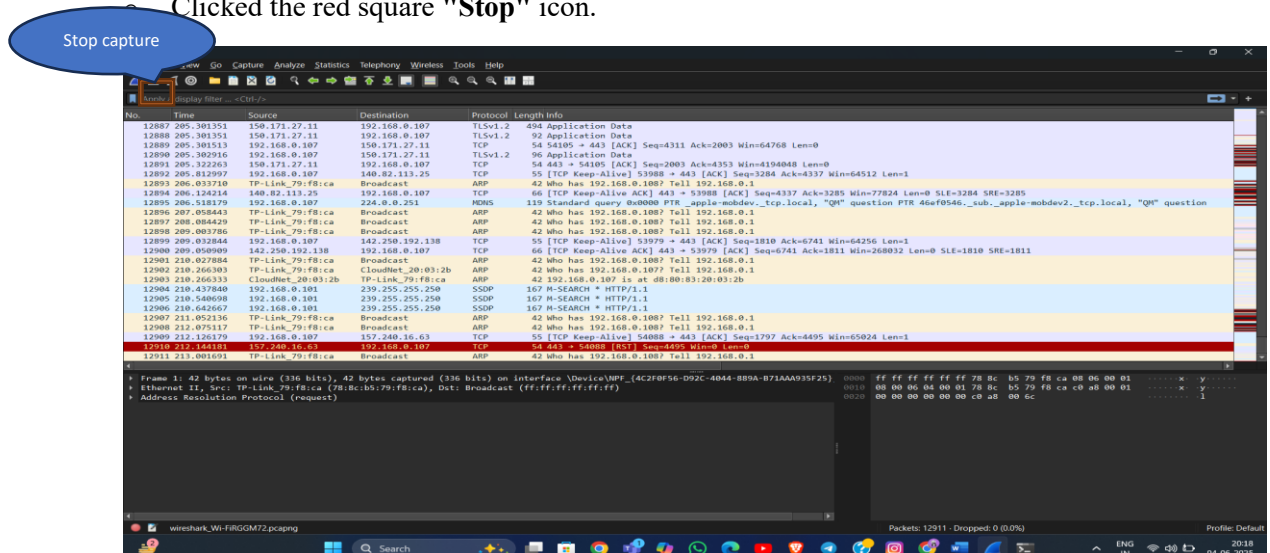 Clicked the red square "Stop" icon.
Stop capture
Go Capture Analyze Statistics Telephony Wireless Tools Help
display filter ... <Ctrl-/>
No. Time Source Destination Protocol Length Info
12887 205.301351 150.171.27.11 192.168.0.107 TLSv1.2 494 Application Data
12888 205.301351 150.171.27.11 192.168.0.107 TLSv1.2 92 Application Data
12889 205.301513 192.168.0.107 150.171.27.11 TCP 54 54105 → 443 [ACK] Seq=4311 Ack=2003 Win=64768 Len=0
12890 205.302916 192.168.0.107 150.171.27.11 TLSv1.2 96 Application Data
12891 205.322263 150.171.27.11 192.168.0.107 TCP 54 443 → 54105 [ACK] Seq=2003 Ack=4353 Win=4194048 Len=0
12892 205.812997 192.168.0.107 140.82.113.25 TCP 55 [TCP Keep-Alive] 53988 → 443 [ACK] Seq=3284 Ack=4337 Win=64512 Len=1
12893 206.033710 TP-Link_79:f8:ca Broadcast ARP 42 Who has 192.168.0.108? Tell 192.168.0.1
12894 206.124214 140.82.113.25 192.168.0.107 TCP 66 [TCP Keep-Alive ACK] 443 → 53988 [ACK] Seq=4337 Ack=3285 Win=77824 Len=0 SLE=3284 SRE=3285
12895 206.518179 192.168.0.107 224.0.0.251 MDNS 119 Standard query 0x0000 PTR _apple-mobdev._tcp.local, "QM" question PTR 46ef0546._sub._apple-mobdev2._tcp.local, "QM" question
12896 207.058443 TP-Link_79:f8:ca Broadcast ARP 42 Who has 192.168.0.108? Tell 192.168.0.1
12897 208.084429 TP-Link_79:f8:ca Broadcast ARP 42 Who has 192.168.0.108? Tell 192.168.0.1
12898 209.003786 TP-Link_79:f8:ca Broadcast ARP 42 Who has 192.168.0.108? Tell 192.168.0.1
12899 209.032844 192.168.0.107 142.250.192.138 TCP 55 [TCP Keep-Alive] 53979 → 443 [ACK] Seq=1810 Ack=6741 Win=64256 Len=1
12900 209.050909 142.250.192.138 192.168.0.107 TCP 66 [TCP Keep-Alive ACK] 443 → 53979 [ACK] Seq=6741 Ack=1811 Win=268032 Len=0 SLE=1810 SRE=1811
12901 210.027884 TP-Link_79:f8:ca Broadcast ARP 42 Who has 192.168.0.108? Tell 192.168.0.1
12902 210.266303 TP-Link_79:f8:ca CloudNet_20:03:2b ARP 42 Who has 192.168.0.107? Tell 192.168.0.1
12903 210.266333 CloudNet_20:03:2b TP-Link_79:f8:ca ARP 42 192.168.0.107 is at d8:80:83:20:03:2b
12904 210.437840 192.168.0.101 239.255.255.250 SSDP 167 M-SEARCH * HTTP/1.1
12905 210.540698 192.168.0.101 239.255.255.250 SSDP 167 M-SEARCH * HTTP/1.1
12906 210.642667 192.168.0.101 239.255.255.250 SSDP 167 M-SEARCH * HTTP/1.1
12907 211.052136 TP-Link_79:f8:ca Broadcast ARP 42 Who has 192.168.0.108? Tell 192.168.0.1
12908 212.075117 TP-Link_79:f8:ca Broadcast ARP 42 Who has 192.168.0.108? Tell 192.168.0.1
12909 212.126179 192.168.0.107 157.240.16.63 TCP 55 [TCP Keep-Alive] 54088 → 443 [ACK] Seq=1797 Ack=4495 Win=65024 Len=1
12910 212.144181 157.240.16.63 192.168.0.107 TCP 54 443 → 54088 [RST] Seq=4495 Win=0 Len=0
12911 213.001691 TP-Link_79:f8:ca Broadcast ARP 42 Who has 192.168.0.108? Tell 192.168.0.1
Frame 1: 42 bytes on wire (336 bits), 42 bytes captured (336 bits) on interface \Device\NPF_{4C2F0F56-D92C-4044-889A-B71AAA935F25}
Ethernet II, Src: TP-Link_79:f8:ca (78:8c:b5:79:f8:ca), Dst: Broadcast (ff:ff:ff:ff:ff:ff)
Address Resolution Protocol (request)
0000 ff ff ff ff ff ff 78 8c b5 79 f8 ca 08 06 00 01 ······x· ·y······
0010 08 00 06 04 00 01 78 8c b5 79 f8 ca c0 a8 00 01 ······x· ·y······
0020 00 00 00 00 00 00 c0 a8 00 6c ········ ·l
wireshark_Wi-FiRGGM72.pcapng
Packets: 12911 · Dropped: 0 (0.0%)
Profile: Default
2
Search
ENG
IN
20:18
04-06-2025